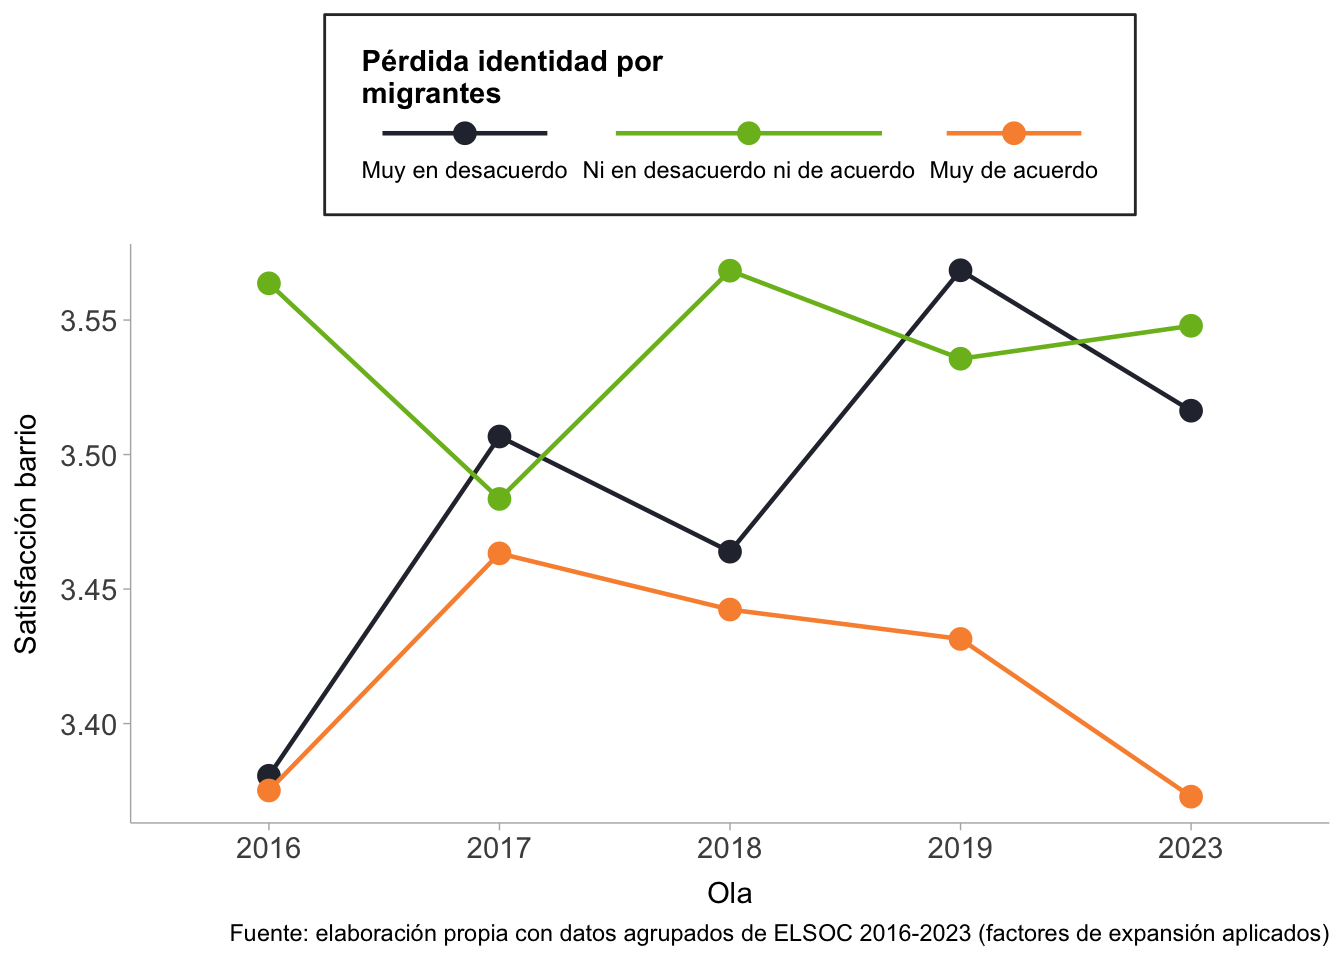 Pérdida identidad por
migrantes
Muy en desacuerdo Ni en desacuerdo ni de acuerdo Muy de acuerdo
3.55
3.50
3.45
3.40
Satisfacción barrio
2016 2017 2018 2019 2023
Ola
Fuente: elaboración propia con datos agrupados de ELSOC 2016-2023 (factores de expansión aplicados)